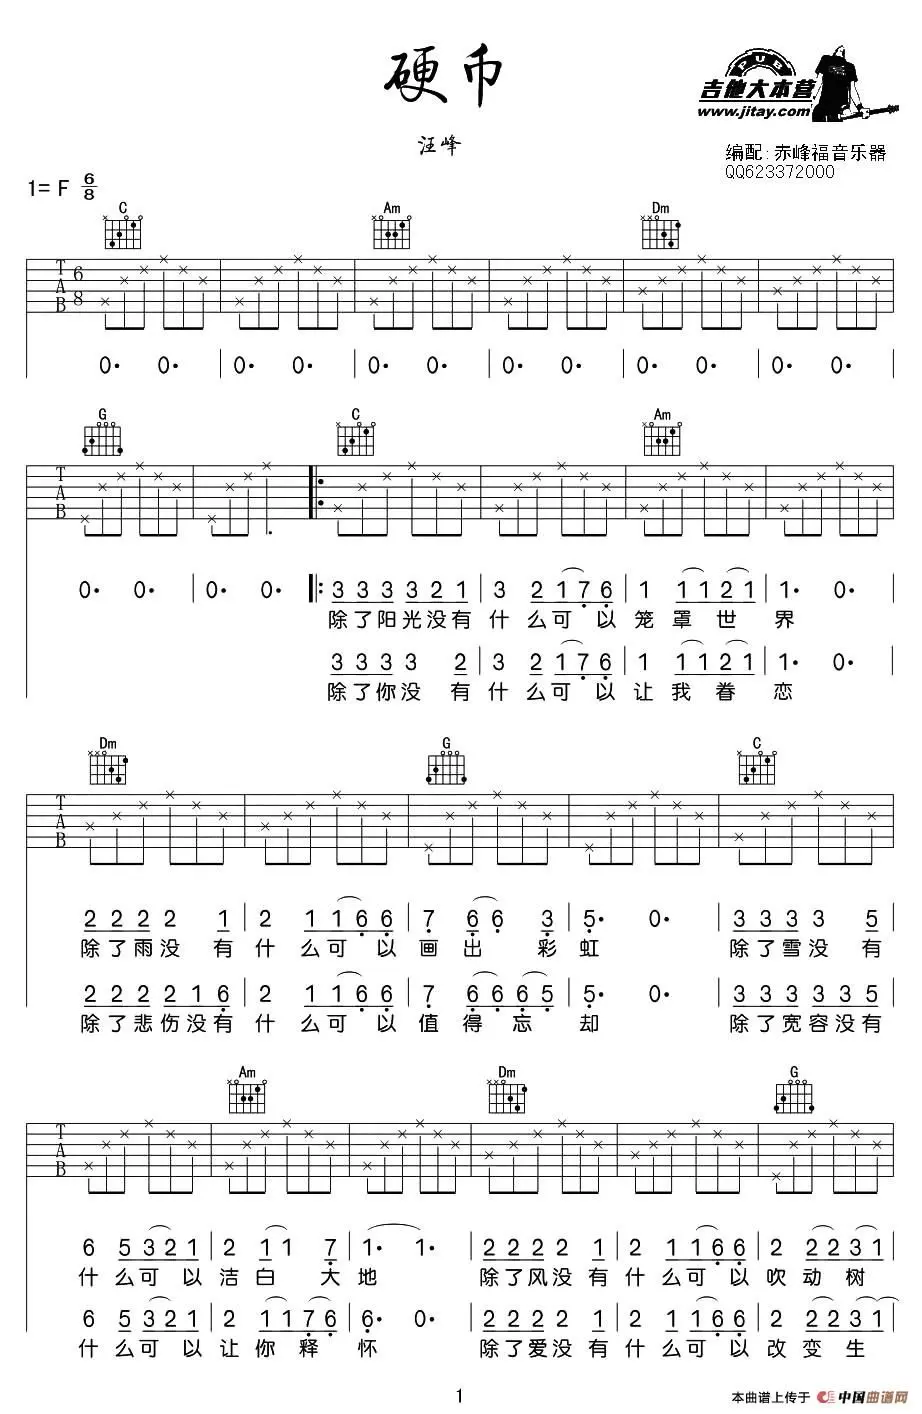 硬币
PUB
吉他大本营
www.jitay.com
汪峰
编配:赤峰福音乐器
QQ623372000
1= F 6/8
C Am Dm
T A B 6 8
0· 0· | 0· 0· | 0· 0· | 0· 0· | 0· 0· | 0· 0·
G C Am
T A B
0· 0· | 0· 0· 3 3 3 3 2 1 | 3 2 1 7 6 | 1 1 1 2 1 | 1· 0·
除了阳光没有 什么可以笼罩世界
3 3 3 3 2 | 3 2 1 7 6 | 1 1 1 2 1 | 1· 0·
除了你没有什么可以让我眷恋
Dm G C
T A B
2 2 2 2 1 | 2 1 1 6 6 | 7 6 6 3 | 5· 0· | 3 3 3 3 5
除了雨没有什么可以画出彩虹 除了雪没有
2 2 2 2 1 6 | 2 1 1 6 6 | 7 6 6 6 5 | 5· 0· | 3 3 3 3 5 5
除了悲伤没有什么可以值得忘却 除了宽容没有
Am Dm G
T A B
6 5 3 2 1 | 2 1 1 7 | 1· 1· | 2 2 2 2 1 | 2 1 1 6 6 | 2 2 2 3 1
什么可以洁白大地 除了风没有什么可以吹动树
6 5 3 2 1 | 2 1 1 7 6 | 6· 0· | 2 2 2 2 1 | 2 1 1 6 6 | 2 2 2 1
什么可以让你释怀 除了爱没有什么可以改变生
1
本曲谱上传于 中国曲谱网